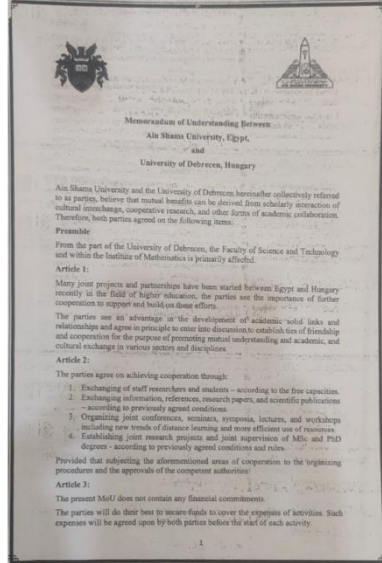 AIN SHAMS UNIVERSITY
Memorandum of Understanding Between
Ain Shams University, Egypt,
and
University of Debrecen, Hungary
Ain Shams University and the University of Debrecen hereinafter collectively referred
to as parties, believe that mutual benefits can be derived from scholarly interaction of
cultural interchange, cooperative research, and other forms of academic collaboration.
Therefore, both parties agreed on the following items:
Preamble
From the part of the University of Debrecen, the Faculty of Science and Technology
and within the Institute of Mathematics is primarily affected.
Article 1:
Many joint projects and partnerships have been started between Egypt and Hungary
recently in the field of higher education, the parties see the importance of further
cooperation to support and build on these efforts.
The parties see an advantage in the development of academic solid links and
relationships and agree in principle to enter into discussion to establish ties of friendship
and cooperation for the purpose of promoting mutual understanding and academic, and
cultural exchange in various sectors and disciplines.
Article 2:
The parties agree on achieving cooperation through:
1. Exchanging of staff researchers and students – according to the free capacities.
2. Exchanging information, references, research papers, and scientific publications
– according to previously agreed conditions.
3. Organizing joint conferences, seminars, symposia, lectures, and workshops
including new trends of distance learning and more efficient use of resources.
4. Establishing joint research projects and joint supervision of MSc and PhD
degrees - according to previously agreed conditions and rules.
Provided that subjecting the aforementioned areas of cooperation to the organizing
procedures and the approvals of the competent authorities.
Article 3:
The present MoU does not contain any financial commitments.
The parties will do their best to secure funds to cover the expenses of activities. Such
expenses will be agreed upon by both parties before the start of each activity.
1